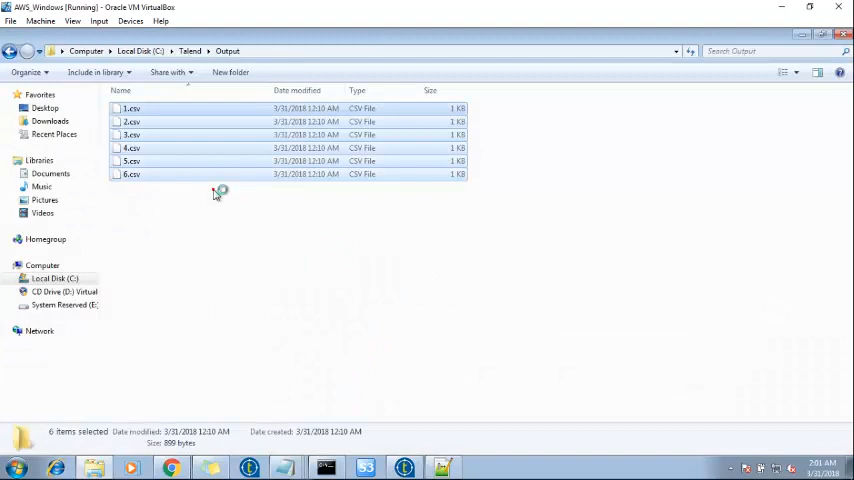 AWS_Windows [Running] - Oracle VM VirtualBox
File Machine View Input Devices Help
Computer Local Disk (C:) Talend Output
Search Output
Organize Include in library Share with New folder
Name Date modified Type Size
Favorites
Desktop
Downloads
Recent Places
Libraries
Documents
Music
Pictures
Videos
Homegroup
Computer
Local Disk (C:)
CD Drive (D:) Virtual
System Reserved (E:
Network
1.csv 3/31/2018 12:10 AM CSV File 1 KB
2.csv 3/31/2018 12:10 AM CSV File 1 KB
3.csv 3/31/2018 12:10 AM CSV File 1 KB
4.csv 3/31/2018 12:10 AM CSV File 1 KB
5.csv 3/31/2018 12:10 AM CSV File 1 KB
6.csv 3/31/2018 12:10 AM CSV File 1 KB
6 items selected Date modified: 3/31/2018 12:10 AM Date created: 3/31/2018 12:10 AM
Size: 899 bytes
S3
2:01 AM
3/31/2018